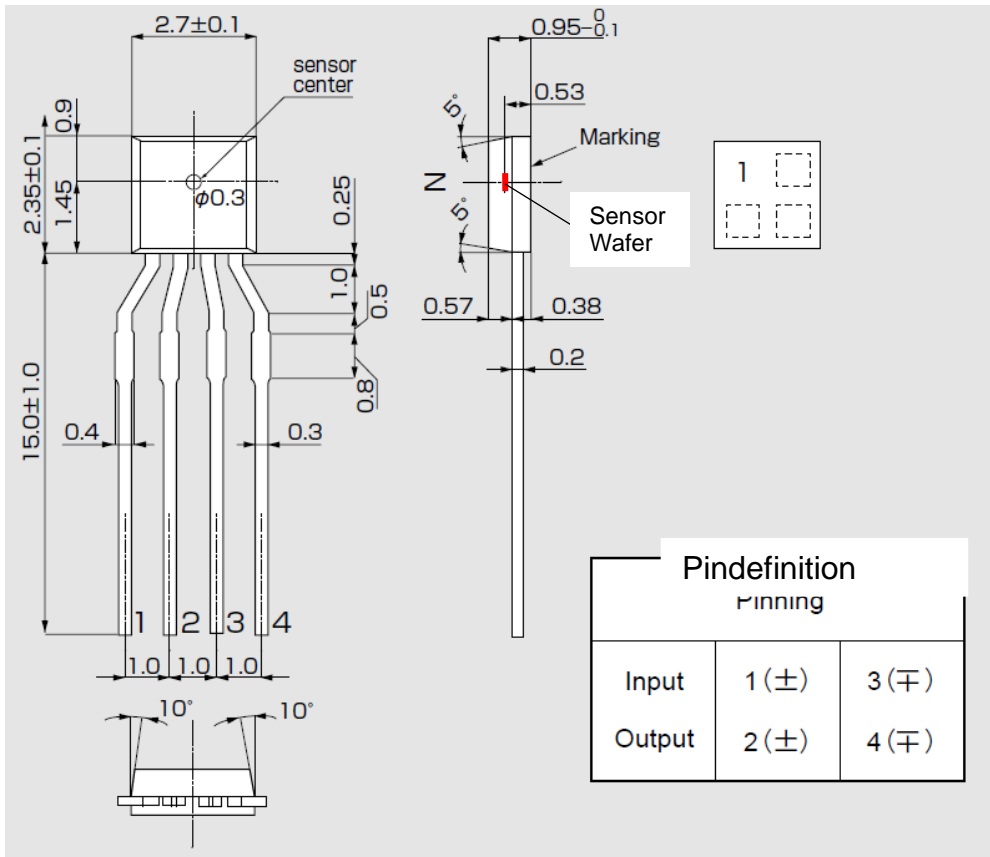 2.7±0.1
sensor
center
0.9
2.35±0.1
1.45
φ0.3
0.25
1.0
0.5
0.8
15.0±1.0
0.4
0.3
1 2 3 4
1.0 1.0 1.0
10° 10°
0.95-0
0.1
0.53
5°
Marking
N
5°
Sensor
Wafer
0.57 0.38
0.2
1
Pindefinition
Pinning
Input 1(±) 3(∓)
Output 2(±) 4(∓)